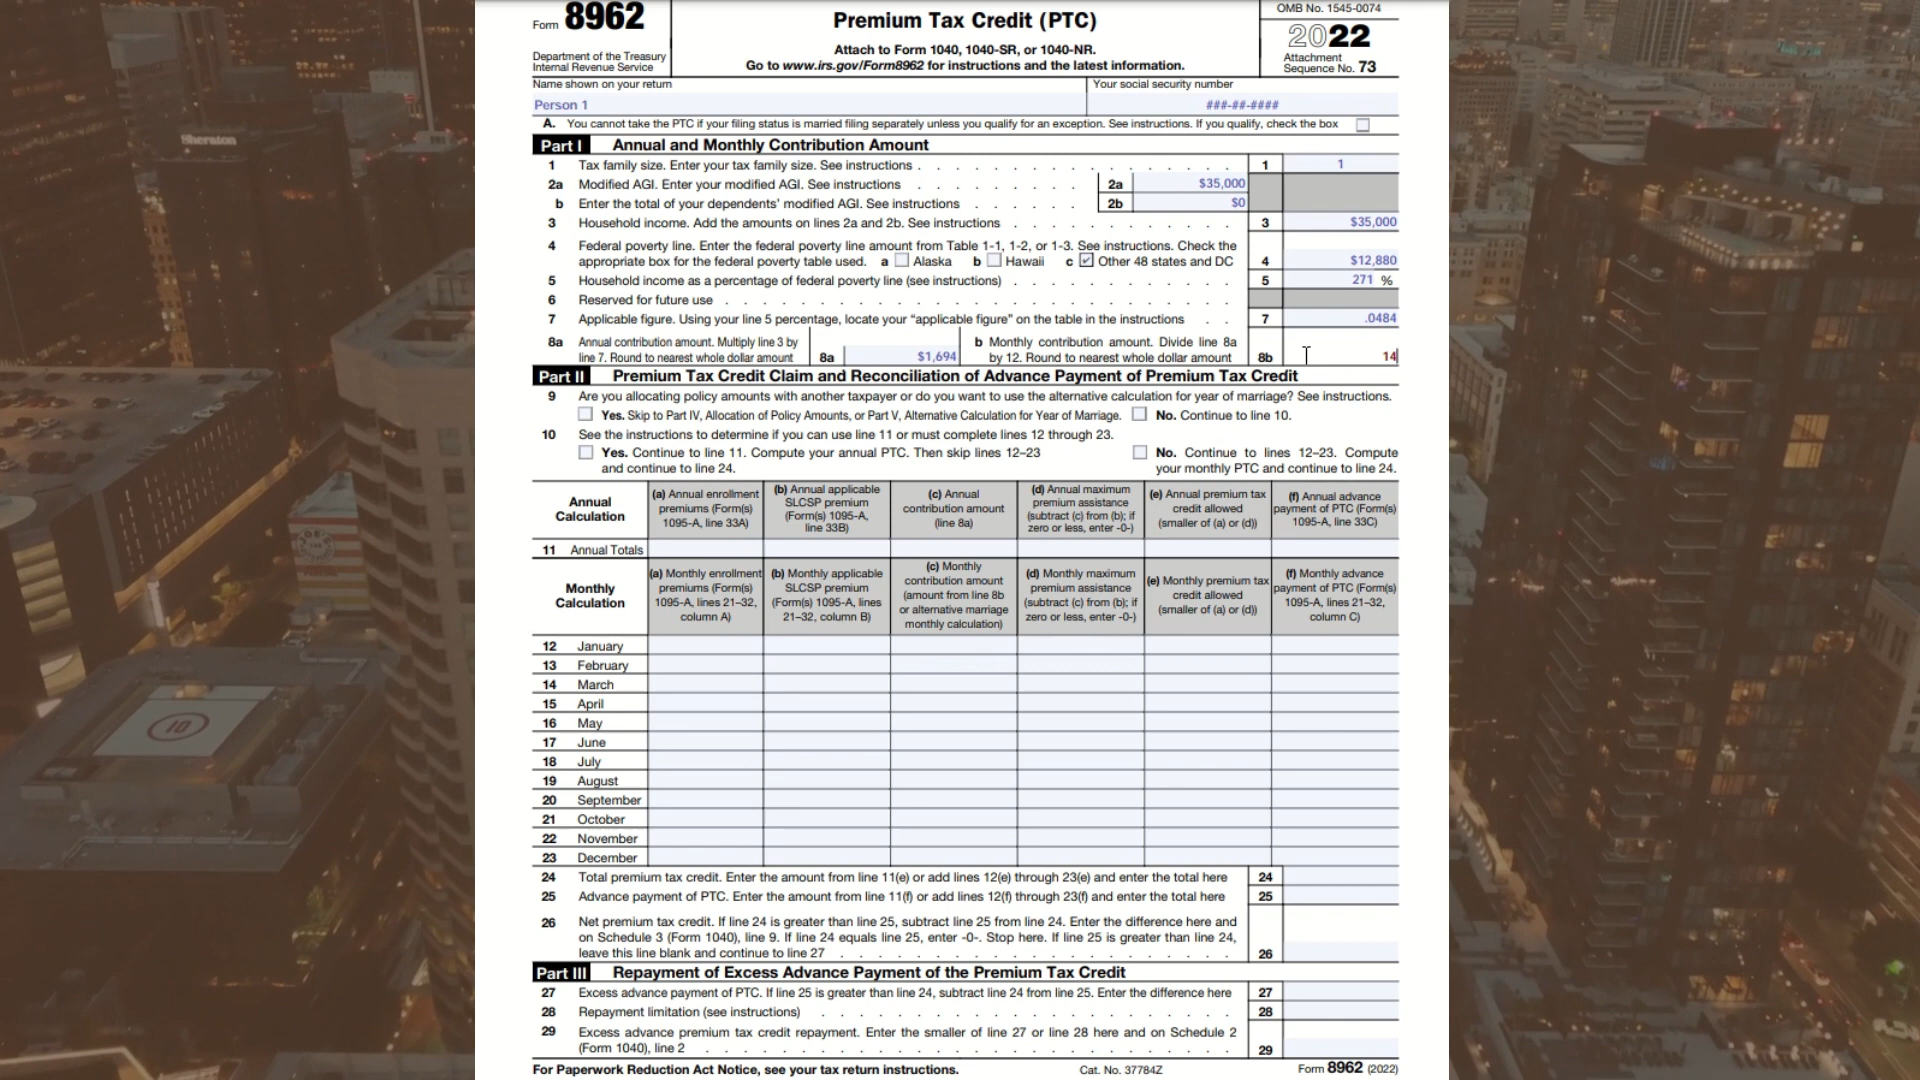 Form 8962
Department of the Treasury
Internal Revenue Service
Premium Tax Credit (PTC)
Attach to Form 1040, 1040-SR, or 1040-NR.
Go to www.irs.gov/Form8962 for instructions and the latest information.
OMB No. 1545-0074
2022
Attachment
Sequence No. 73
Name shown on your return
Person 1
Your social security number
###-##-####
A. You cannot take the PTC if your filing status is married filing separately unless you qualify for an exception. See instructions. If you qualify, check the box
Part I Annual and Monthly Contribution Amount
1 Tax family size. Enter your tax family size. See instructions . . . . . . . . . . . . . . . . . 1 1
2a Modified AGI. Enter your modified AGI. See instructions . . . . . . . . . 2a $35,000
b Enter the total of your dependents' modified AGI. See instructions . . . . . . 2b $0
3 Household income. Add the amounts on lines 2a and 2b. See instructions . . . . . . . . . . . . 3 $35,000
4 Federal poverty line. Enter the federal poverty line amount from Table 1-1, 1-2, or 1-3. See instructions. Check the
appropriate box for the federal poverty table used. a Alaska b Hawaii c Other 48 states and DC 4 $12,880
5 Household income as a percentage of federal poverty line (see instructions) . . . . . . . . . . . . 5 271 %
6 Reserved for future use . . . . . . . . . . . . . . . . . . . . . . . . . . .
7 Applicable figure. Using your line 5 percentage, locate your “applicable figure” on the table in the instructions . . 7 .0484
8a Annual contribution amount. Multiply line 3 by
line 7. Round to nearest whole dollar amount 8a $1,694
b Monthly contribution amount. Divide line 8a
by 12. Round to nearest whole dollar amount 8b 14
Part II Premium Tax Credit Claim and Reconciliation of Advance Payment of Premium Tax Credit
9 Are you allocating policy amounts with another taxpayer or do you want to use the alternative calculation for year of marriage? See instructions.
Yes. Skip to Part IV, Allocation of Policy Amounts, or Part V, Alternative Calculation for Year of Marriage. No. Continue to line 10.
10 See the instructions to determine if you can use line 11 or must complete lines 12 through 23.
Yes. Continue to line 11. Compute your annual PTC. Then skip lines 12–23
and continue to line 24.
No. Continue to lines 12–23. Compute
your monthly PTC and continue to line 24.
Annual
Calculation
(a) Annual enrollment
premiums (Form(s)
1095-A, line 33A)
(b) Annual applicable
SLCSP premium
(Form(s) 1095-A,
line 33B)
(c) Annual
contribution amount
(line 8a)
(d) Annual maximum
premium assistance
(subtract (c) from (b); if
zero or less, enter -0-)
(e) Annual premium tax
credit allowed
(smaller of (a) or (d))
(f) Annual advance
payment of PTC (Form(s)
1095-A, line 33C)
11 Annual Totals
Monthly
Calculation
(a) Monthly enrollment
premiums (Form(s)
1095-A, lines 21–32,
column A)
(b) Monthly applicable
SLCSP premium
(Form(s) 1095-A, lines
21–32, column B)
(c) Monthly
contribution amount
(amount from line 8b
or alternative marriage
monthly calculation)
(d) Monthly maximum
premium assistance
(subtract (c) from (b); if
zero or less, enter -0-)
(e) Monthly premium tax
credit allowed
(smaller of (a) or (d))
(f) Monthly advance
payment of PTC (Form(s)
1095-A, lines 21–32,
column C)
12 January
13 February
14 March
15 April
16 May
17 June
18 July
19 August
20 September
21 October
22 November
23 December
24 Total premium tax credit. Enter the amount from line 11(e) or add lines 12(e) through 23(e) and enter the total here 24
25 Advance payment of PTC. Enter the amount from line 11(f) or add lines 12(f) through 23(f) and enter the total here 25
26 Net premium tax credit. If line 24 is greater than line 25, subtract line 25 from line 24. Enter the difference here and
on Schedule 3 (Form 1040), line 9. If line 24 equals line 25, enter -0-. Stop here. If line 25 is greater than line 24,
leave this line blank and continue to line 27 . . . . . . . . . . . . . . . . . . . . . 26
Part III Repayment of Excess Advance Payment of the Premium Tax Credit
27 Excess advance payment of PTC. If line 25 is greater than line 24, subtract line 24 from line 25. Enter the difference here 27
28 Repayment limitation (see instructions) . . . . . . . . . . . . . . . . . . . . . . 28
29 Excess advance premium tax credit repayment. Enter the smaller of line 27 or line 28 here and on Schedule 2
(Form 1040), line 2 . . . . . . . . . . . . . . . . . . . . . . . . . . . . 29
For Paperwork Reduction Act Notice, see your tax return instructions.
Cat. No. 37784Z
Form 8962 (2022)
Sheraton
10